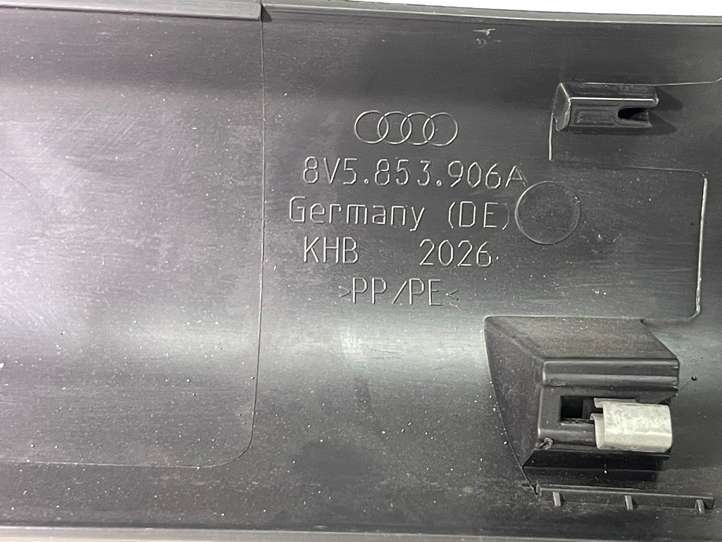 8V5.853.906A
Germany (DE)
KHB 2026
>PP/PE<